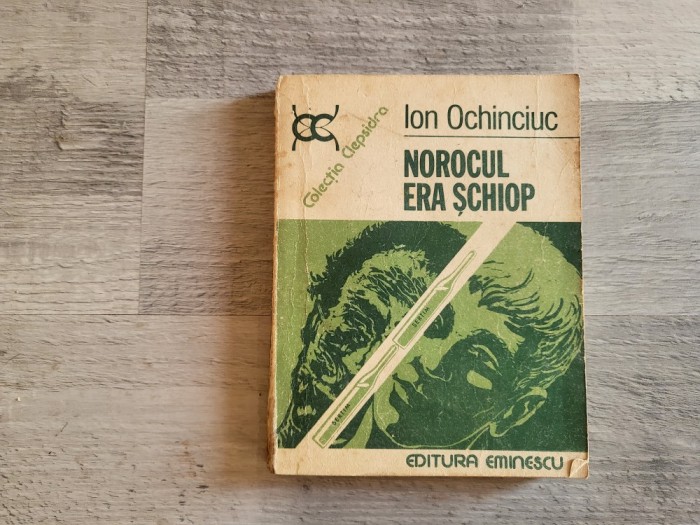 Colecția Clepsidra
Ion Ochinciuc
NOROCUL
ERA ȘCHIOP
EDITURA EMINESCU